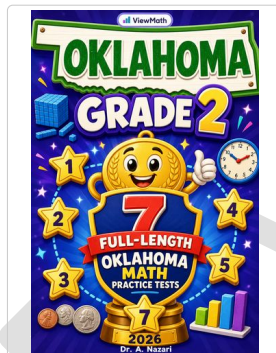 ViewMath
OKLAHOMA
GRADE 2
1
2
3
4
5
7
FULL-LENGTH
OKLAHOMA
MATH
PRACTICE TESTS
7
2026
Dr. A. Nazari